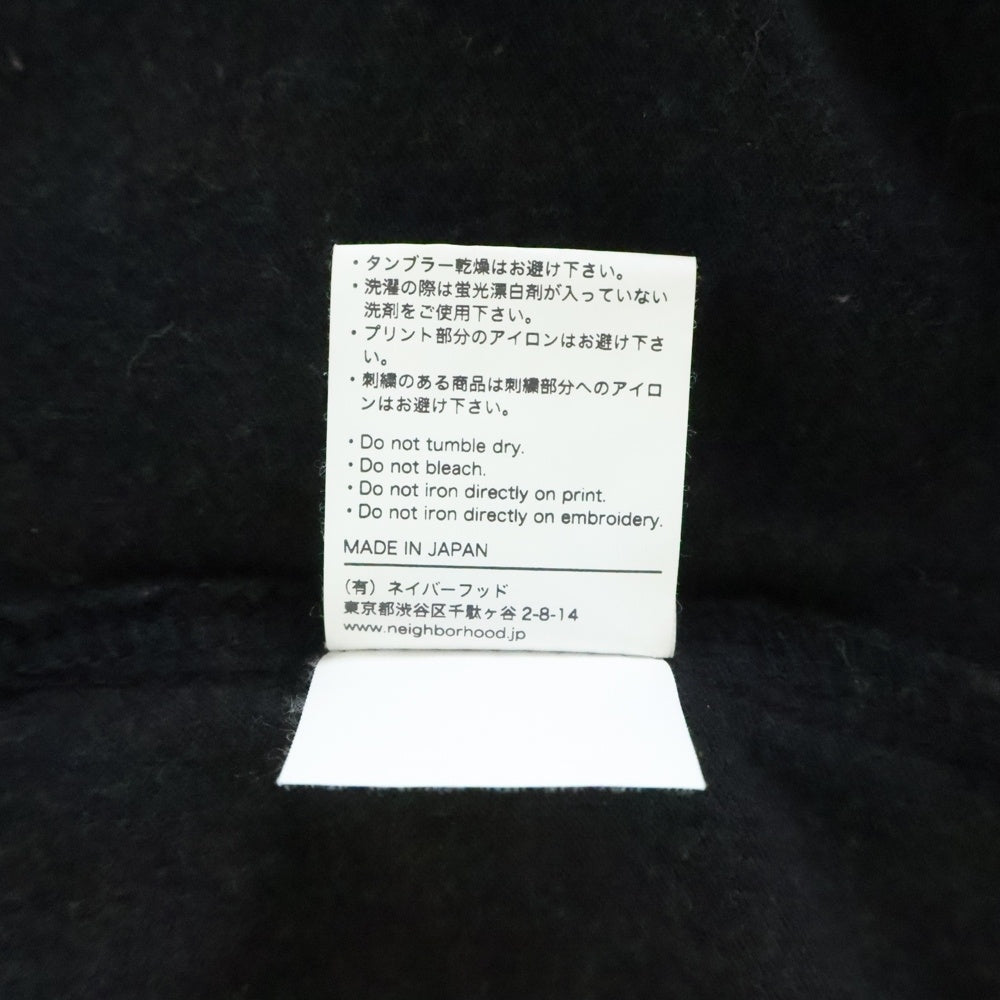 ・タンブラー乾燥はお避け下さい。
・洗濯の際は蛍光漂白剤が入っていない
洗剤をご使用下さい。
・プリント部分のアイロンはお避け下さ
い。
・刺繍のある商品は刺繍部分へのアイロ
ンはお避け下さい。
・Do not tumble dry.
・Do not bleach.
・Do not iron directly on print.
・Do not iron directly on embroidery.
MADE IN JAPAN
（有）ネイバーフッド
東京都渋谷区千駄ヶ谷 2-8-14
www.neighborhood.jp